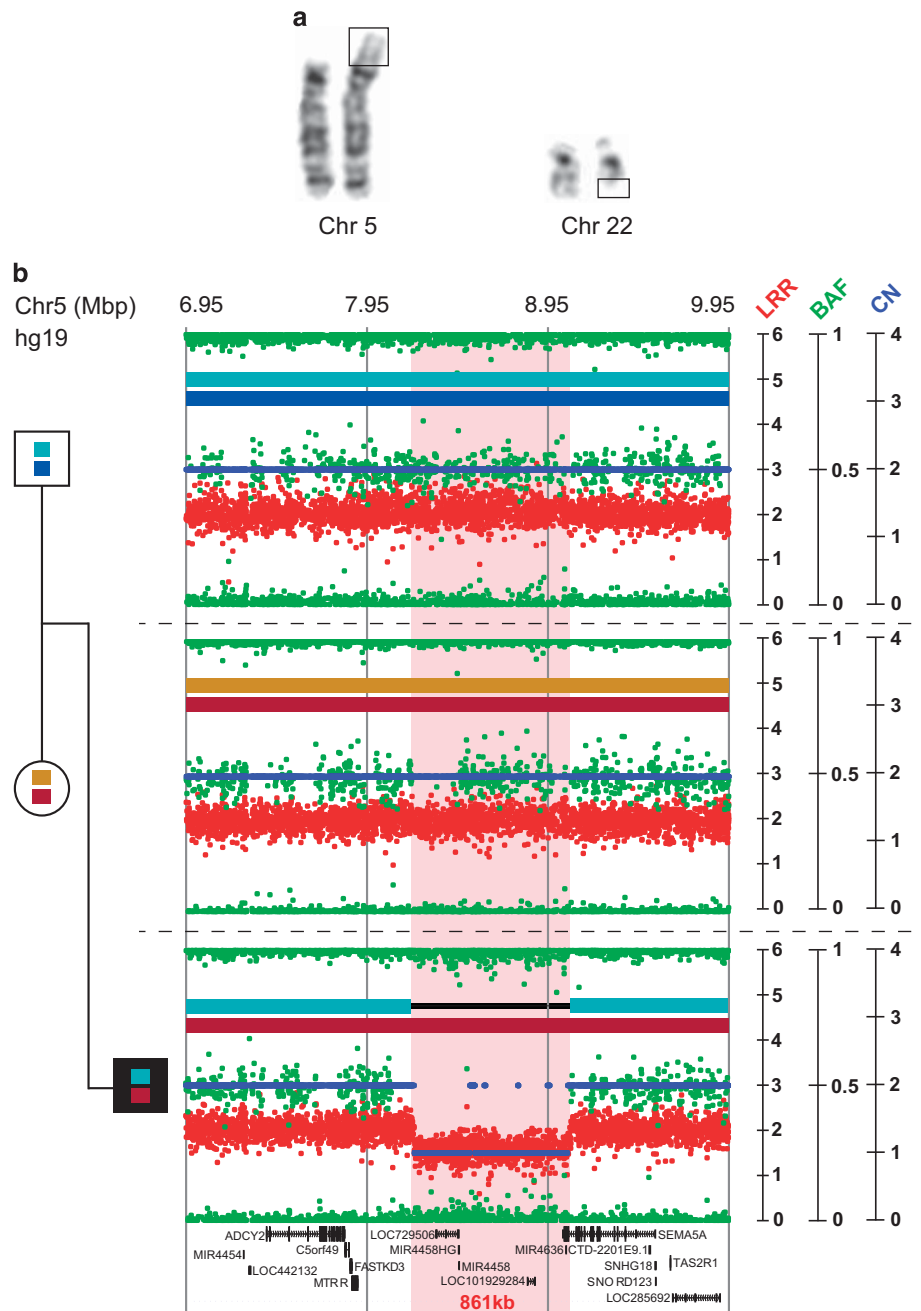 a
Chr 5
Chr 22
b
Chr5 (Mbp)
hg19
6.95 7.95 8.95 9.95
LRR BAF CN
6 1 4
5
4 3
3 0.5 2
2
1 1
0 0 0
6 1 4
5
4 3
3 0.5 2
2
1 1
0 0 0
6 1 4
5
4 3
3 0.5 2
2
1 1
0 0 0
ADCY2 LOC729506 SEMA5A
MIR4454 C5orf49 MIR4458HG MIR4636 CTD-2201E9.1
LOC442132 FASTKD3 MIR4458 SNHG18 TAS2R1
MTRR LOC101929284 SNORD123
861kb LOC285692